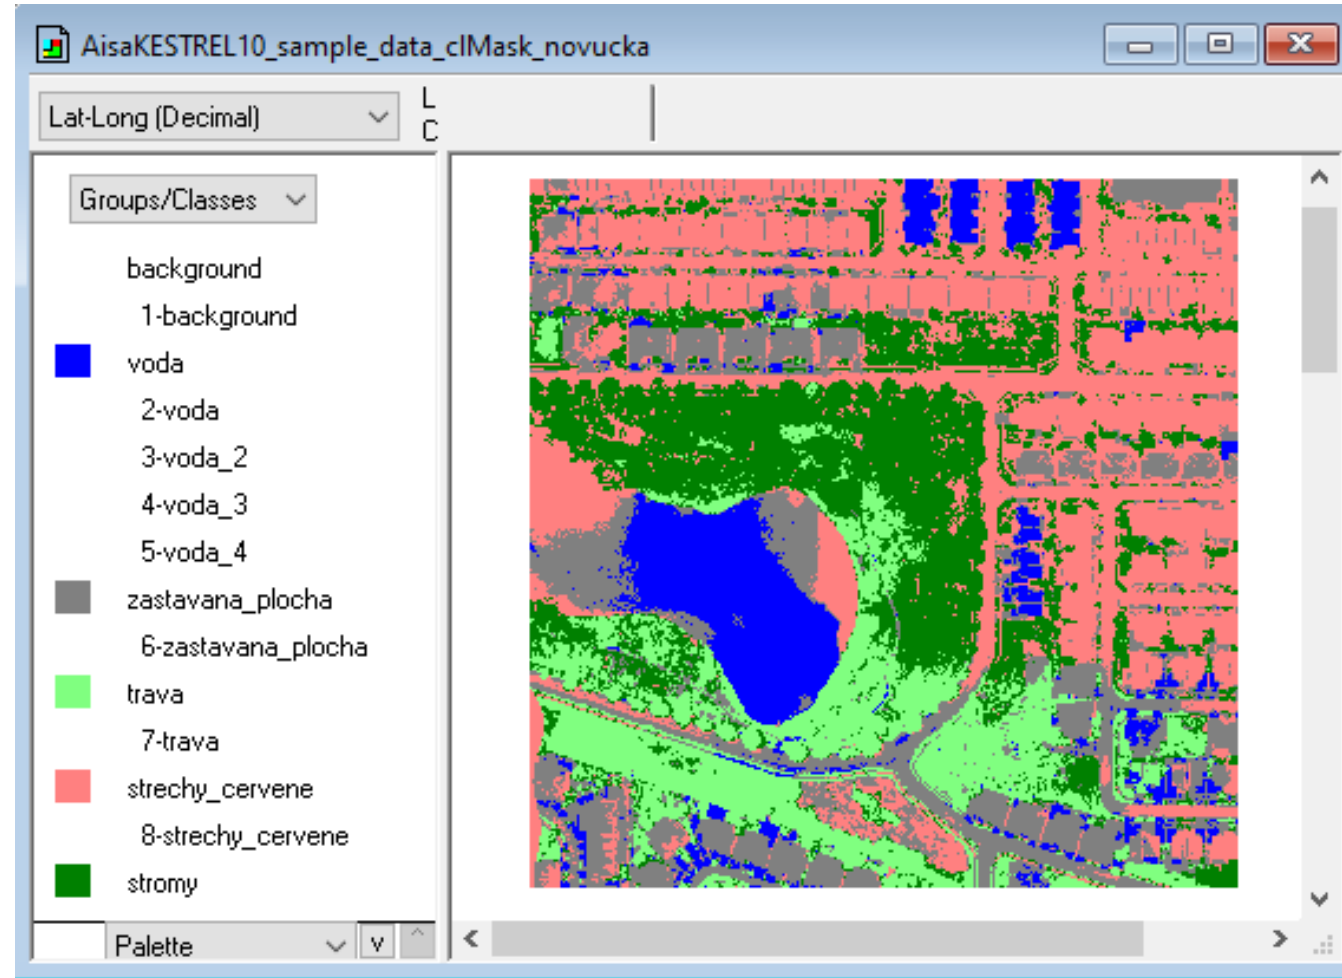 AisaKESTREL10_sample_data_clMask_novucka
Lat-Long (Decimal)
L
C
Groups/Classes
background
1-background
voda
2-voda
3-voda_2
4-voda_3
5-voda_4
zastavana_plocha
6-zastavana_plocha
trava
7-trava
strechy_cervene
8-strechy_cervene
stromy
Palette
v